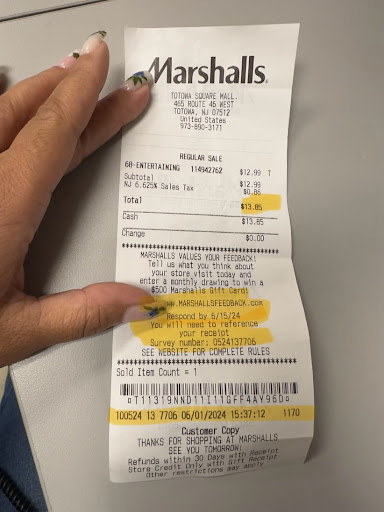 Marshalls.
TOTOWA SQUARE MALL.
465 ROUTE 46 WEST
TOTOWA, NJ 07512
United States
973-890-3171
REGULAR SALE
68-ENTERTAINING 114942762 $12.99 T
Subtotal $12.99
NJ 6.625% Sales Tax $0.86
Total $13.85
Cash $13.85
Change $0.00
************************************
MARSHALLS VALUES YOUR FEEDBACK!
Tell us what you think about
your store visit today and
enter a monthly drawing to win a
$500 Marshalls Gift Card!
WW.MARSHALLSFEEDBACK.com
Respond by 6/15/24
You will need to reference
your receipt
Survey number: 0524137706
SEE WEBSITE FOR COMPLETE RULES
************************************
Sold Item Count = 1
100524 13 7706 06/01/2024 15:37:12 1170
Customer Copy
THANKS FOR SHOPPING AT MARSHALLS
SEE YOU TOMORROW!
Refunds within 30 Days with Receipt
Store Credit Only with Gift Receipt
Other restrictions may apply